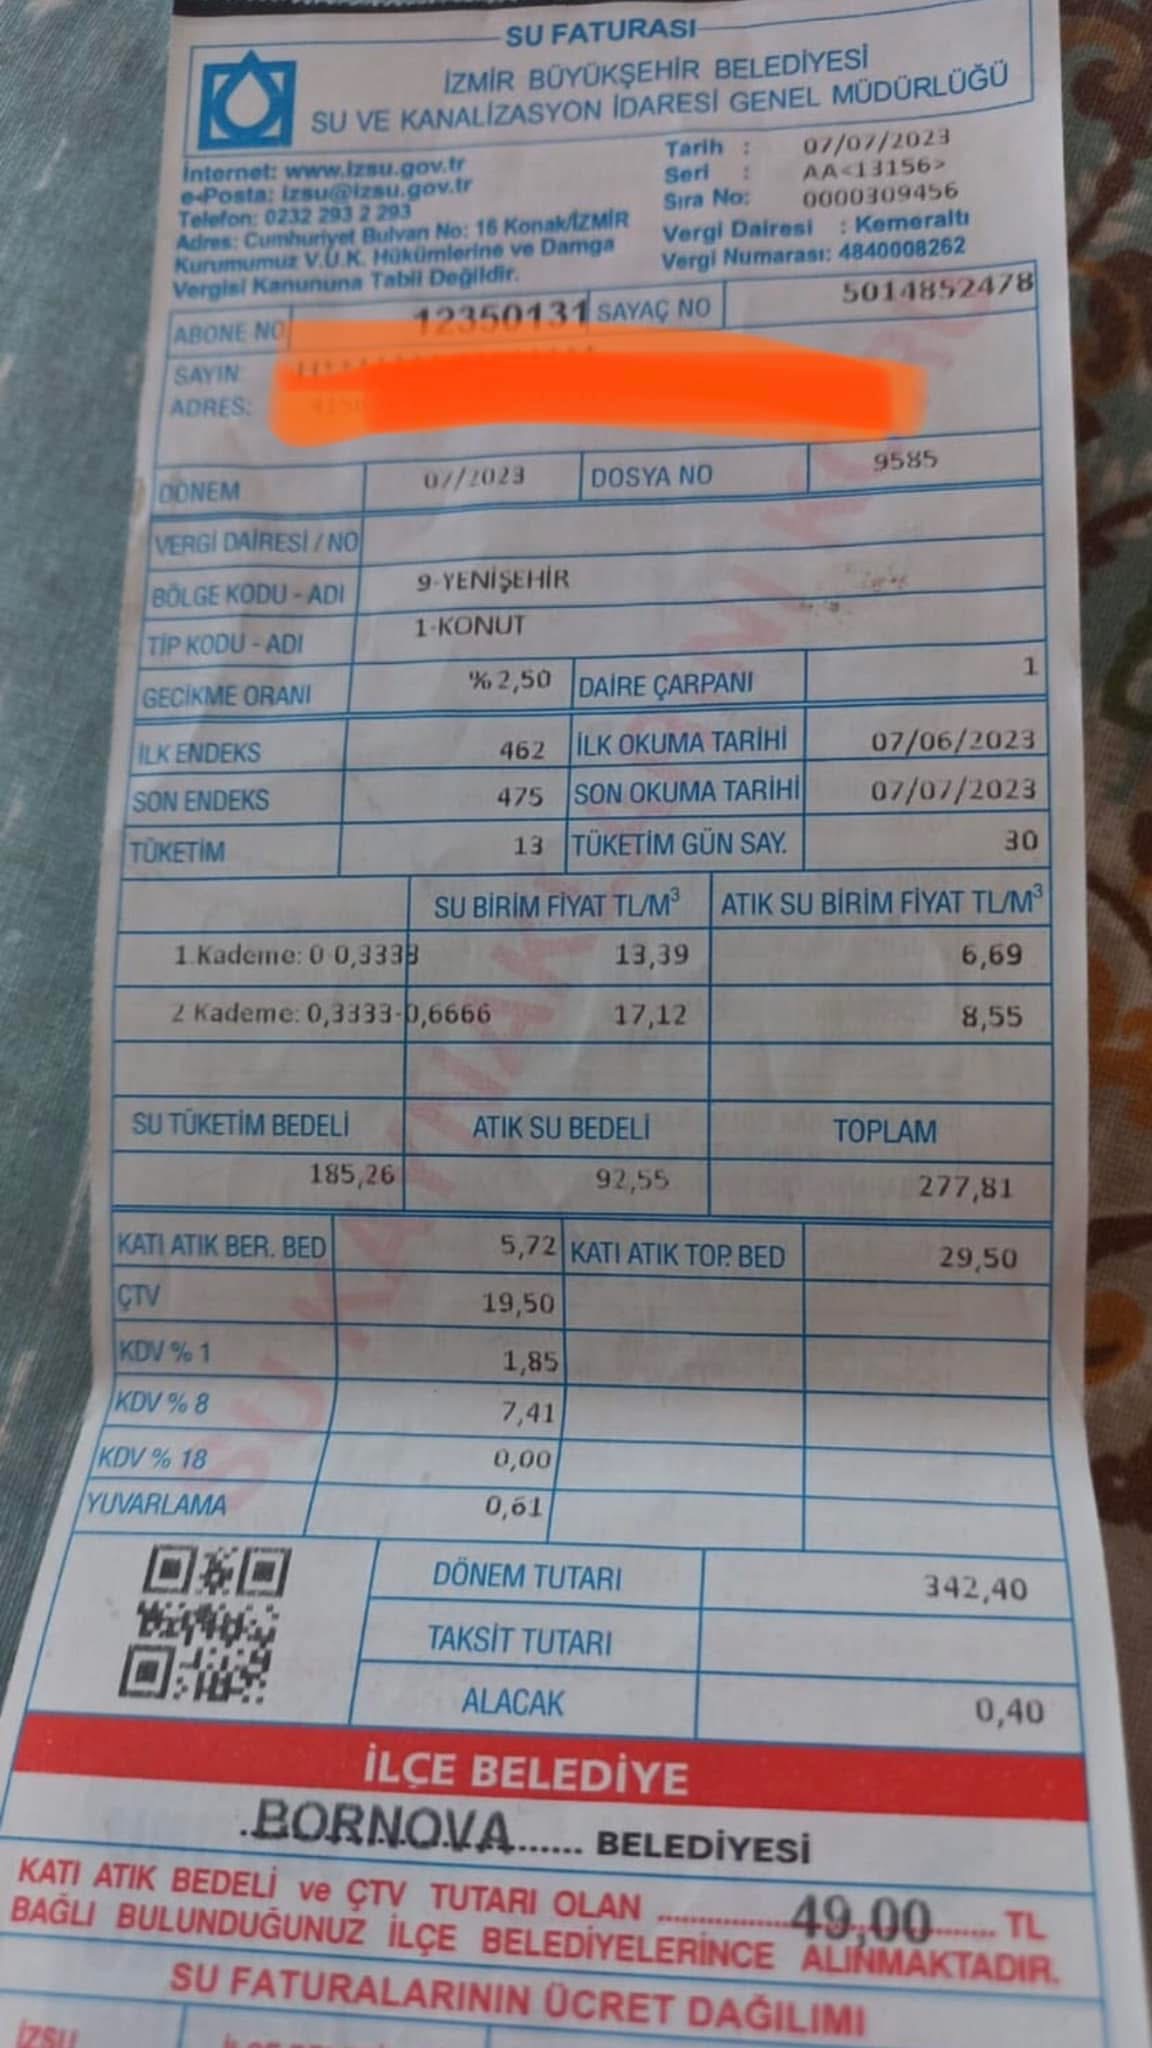 SU FATURASI
İZMİR BÜYÜKŞEHİR BELEDİYESİ
SU VE KANALİZASYON İDARESİ GENEL MÜDÜRLÜĞÜ
İnternet: www.izsu.gov.tr
e-Posta: izsu@izsu.gov.tr
Telefon: 0232 293 2 293
Adres: Cumhuriyet Bulvarı No: 16 Konak/İZMİR
Kurumumuz V.U.K. Hükümlerine ve Damga
Vergisi Kanununa Tabii Değildir.
Tarih : 07/07/2023
Seri : AA<13156>
Sıra No: 0000309456
Vergi Dairesi : Kemeraltı
Vergi Numarası: 4840008262
ABONE NO 12350131 SAYAÇ NO 5014852478
SAYIN:
ADRES:
DÖNEM 07/2023 DOSYA NO 9585
VERGİ DAİRESİ / NO
BÖLGE KODU - ADI 9-YENİŞEHİR
TİP KODU - ADI 1-KONUT
GECİKME ORANI %2,50 DAİRE ÇARPANI 1
İLK ENDEKS 462 İLK OKUMA TARİHİ 07/06/2023
SON ENDEKS 475 SON OKUMA TARİHİ 07/07/2023
TÜKETİM 13 TÜKETİM GÜN SAY. 30
SU BİRİM FİYAT TL/M³ ATIK SU BİRİM FİYAT TL/M³
1.Kademe: 0-0,3333 13,39 6,69
2 Kademe: 0,3333-0,6666 17,12 8,55
SU TÜKETİM BEDELİ ATIK SU BEDELİ TOPLAM
185,26 92,55 277,81
KATI ATIK BER. BED 5,72 KATI ATIK TOP. BED 29,50
ÇTV 19,50
KDV % 1 1,85
KDV % 8 7,41
KDV % 18 0,00
YUVARLAMA 0,61
DÖNEM TUTARI 342,40
TAKSİT TUTARI
ALACAK 0,40
İLÇE BELEDİYE
.BORNOVA...... BELEDİYESİ
KATI ATIK BEDELİ ve ÇTV TUTARI OLAN ............49,00...... TL
BAĞLI BULUNDUĞUNUZ İLÇE BELEDİYELERİNCE ALINMAKTADIR.
SU FATURALARININ ÜCRET DAĞILIMI
İZSU